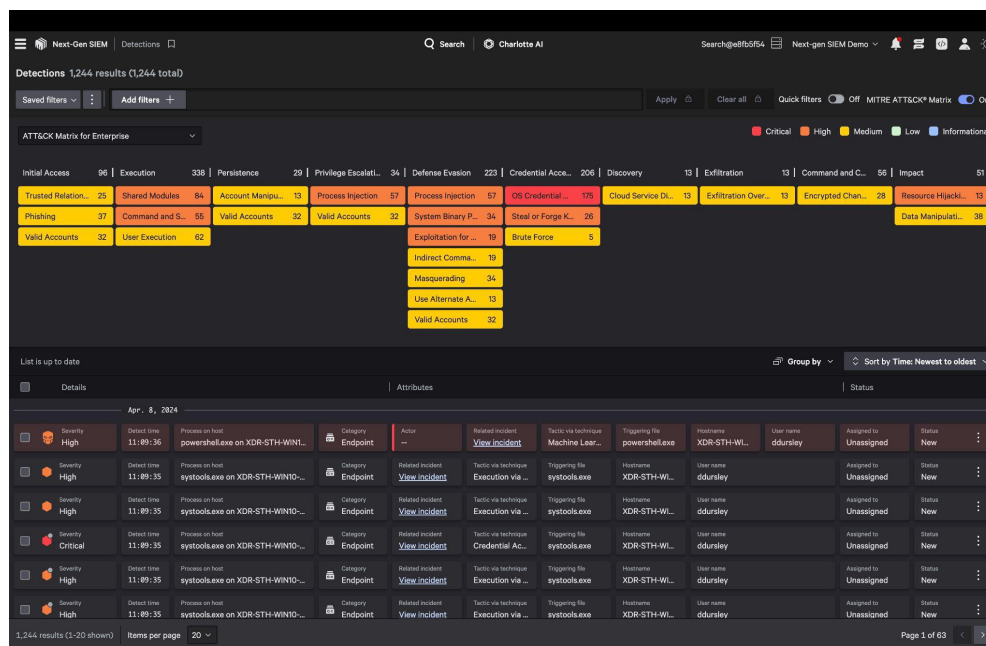 Next-Gen SIEM Detections Search Charlotte AI Search@e8fb5f54 Next-gen SIEM Demo
Detections 1,244 results (1,244 total)
Saved filters Add filters + Apply Clear all Quick filters Off MITRE ATT&CK® Matrix
ATT&CK Matrix for Enterprise Critical High Medium Low Informationa
Initial Access 96 Execution 338 Persistence 29 Privilege Escalati... 34 Defense Evasion 223 Credential Acce... 206 Discovery 13 Exfiltration 13 Command and C... 56 Impact 51
Trusted Relation... 25 Shared Modules 84 Account Manipu... 13 Process Injection 57 Process Injection 57 OS Credential ... 175 Cloud Service Di... 13 Exfiltration Over... 13 Encrypted Chan... 28 Resource Hijacki... 13
Phishing 37 Command and S... 55 Valid Accounts 32 Valid Accounts 32 System Binary P... 34 Steal or Forge K... 26 Data Manipulati... 38
Valid Accounts 32 User Execution 62 Exploitation for ... 19 Brute Force 5
Indirect Comma... 19
Masquerading 34
Use Alternate A... 13
Valid Accounts 32
List is up to date Group by Sort by Time: Newest to oldest
Details Attributes Status
Apr. 8, 2024
Severity Detect time Process on host Category Actor Related incident Tactic via technique Triggering file Hostname User name Assigned to Status
High 11:09:36 powershell.exe on XDR-STH-WIN1... Endpoint -- View incident Machine Lear... powershell.exe XDR-STH-WI... ddursley Unassigned New
Severity Detect time Process on host Category Related incident Tactic via technique Triggering file Hostname User name Assigned to Status
High 11:09:35 systools.exe on XDR-STH-WIN10-... Endpoint View incident Execution via ... systools.exe XDR-STH-WI... ddursley Unassigned New
Severity Detect time Process on host Category Related incident Tactic via technique Triggering file Hostname User name Assigned to Status
High 11:09:35 systools.exe on XDR-STH-WIN10-... Endpoint View incident Execution via ... systools.exe XDR-STH-WI... ddursley Unassigned New
Severity Detect time Process on host Category Related incident Tactic via technique Triggering file Hostname User name Assigned to Status
Critical 11:09:35 systools.exe on XDR-STH-WIN10-... Endpoint View incident Credential Ac... systools.exe XDR-STH-WI... ddursley Unassigned New
Severity Detect time Process on host Category Related incident Tactic via technique Triggering file Hostname User name Assigned to Status
High 11:09:35 systools.exe on XDR-STH-WIN10-... Endpoint View incident Execution via ... systools.exe XDR-STH-WI... ddursley Unassigned New
Severity Detect time Process on host Category Related incident Tactic via technique Triggering file Hostname User name Assigned to Status
High 11:09:35 systools.exe on XDR-STH-WIN10-... Endpoint View incident Execution via ... systools.exe XDR-STH-WI... ddursley Unassigned New
1,244 results (1-20 shown) Items per page 20 Page 1 of 63